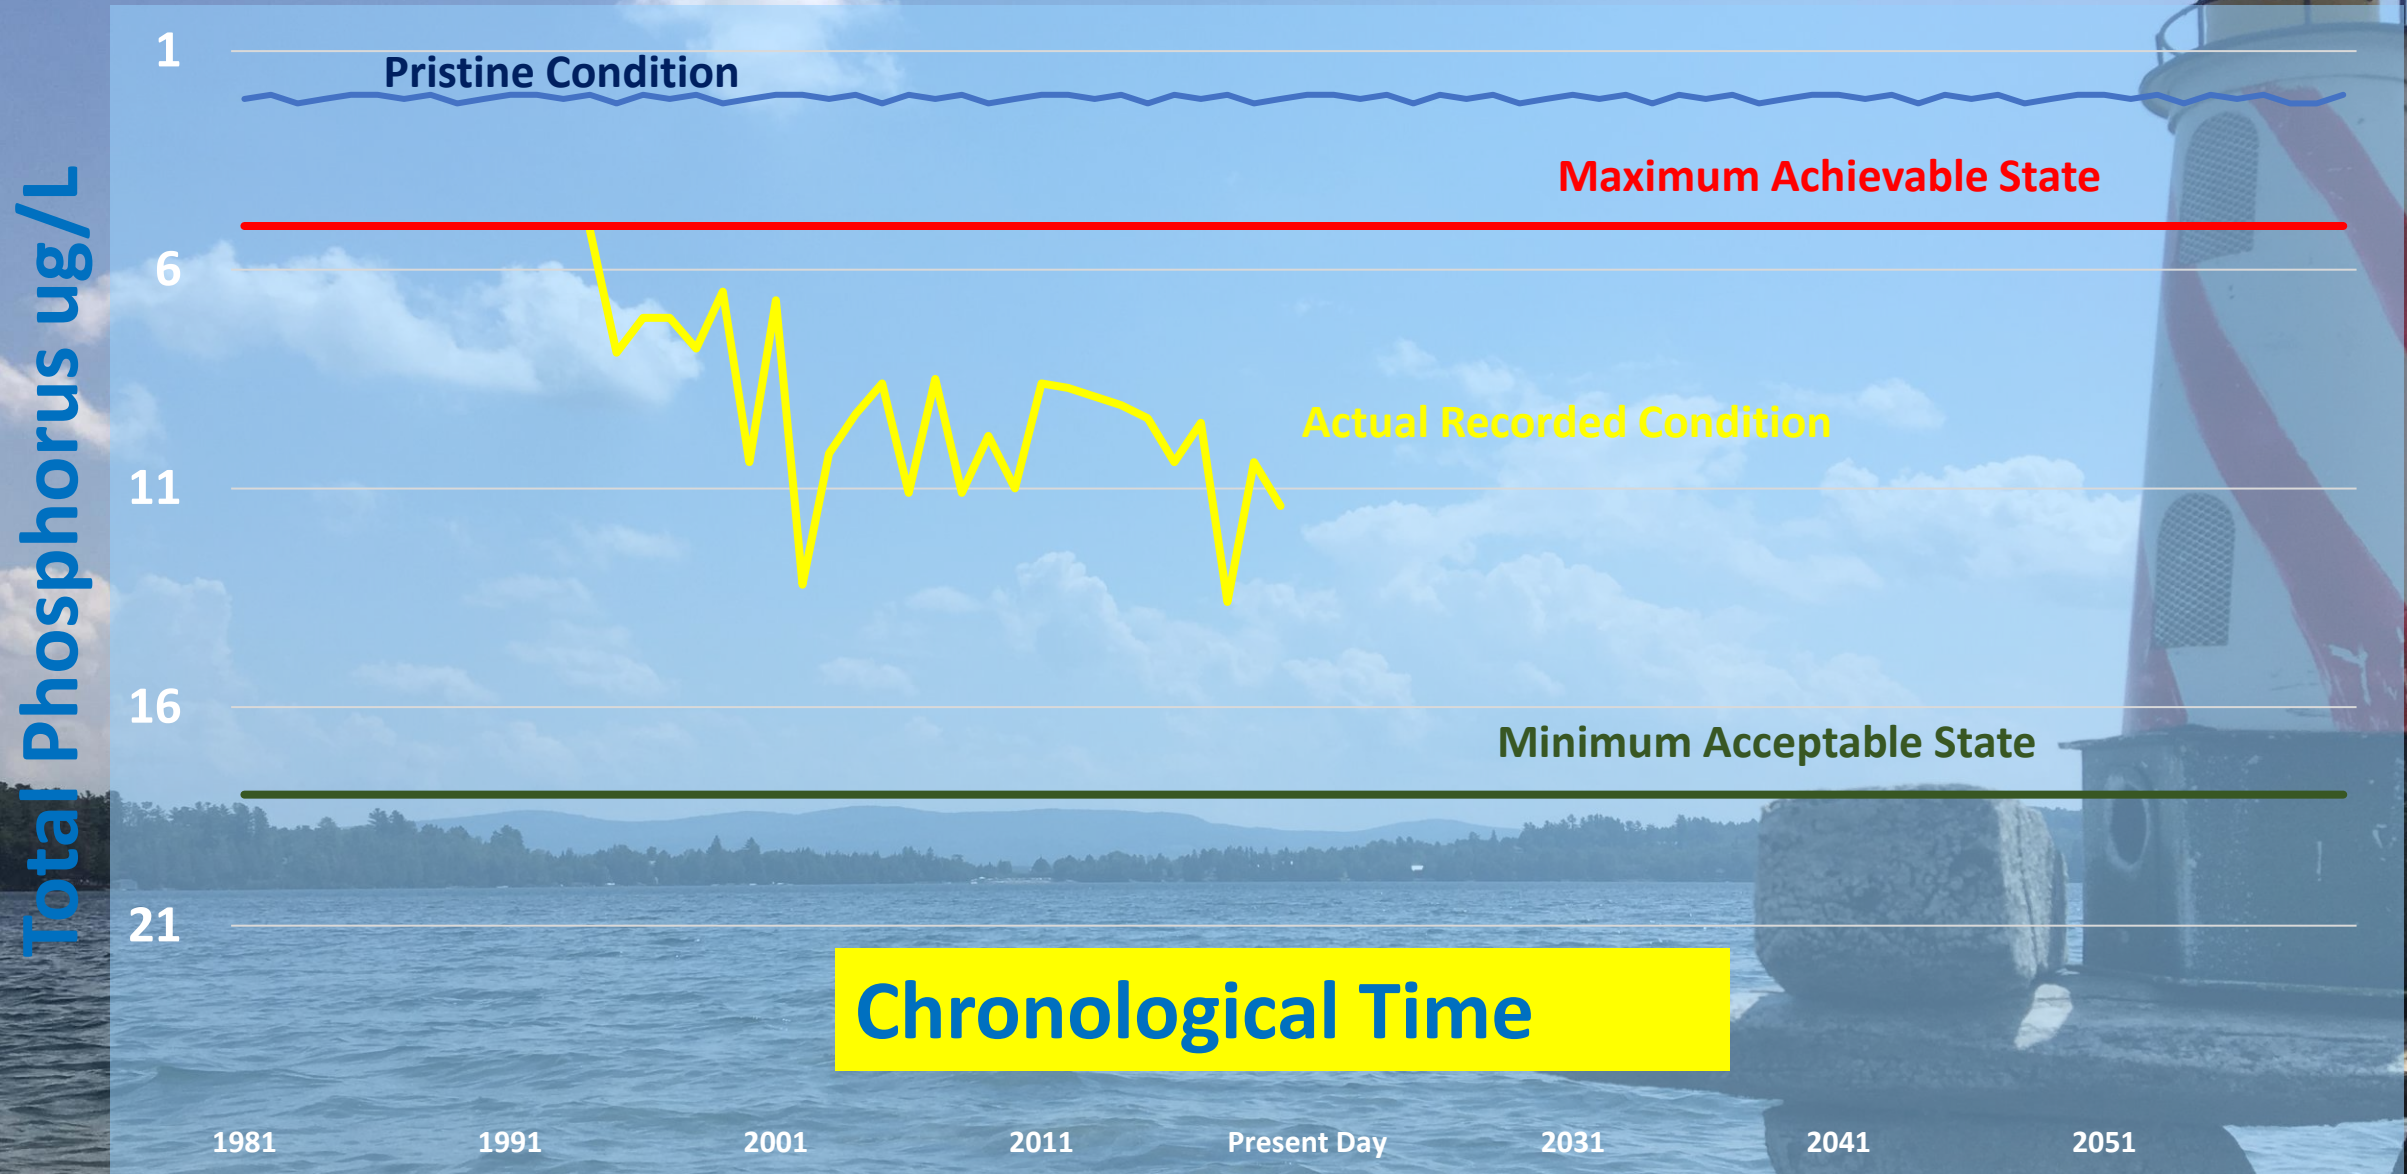 Total Phosphorus ug/L
1
6
11
16
21
Pristine Condition
Maximum Achievable State
Actual Recorded Condition
Minimum Acceptable State
Chronological Time
1981 1991 2001 2011 Present Day 2031 2041 2051